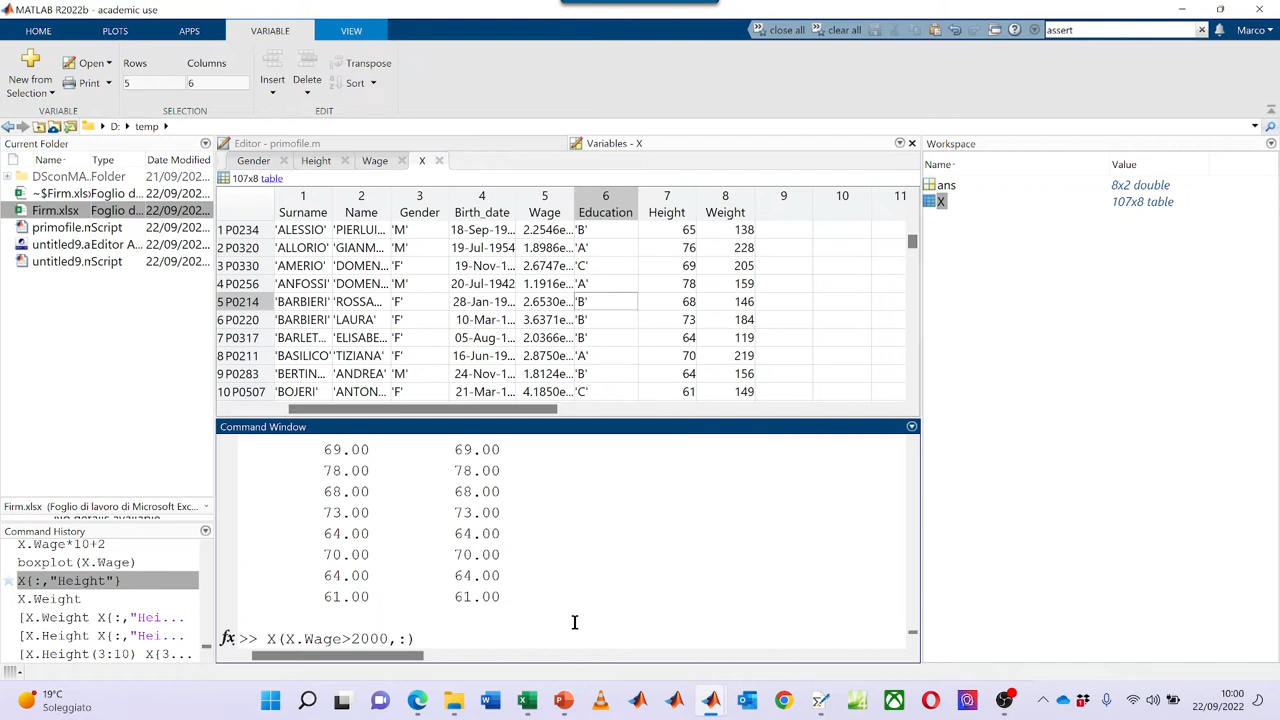 MATLAB R2022b - academic use
HOME PLOTS APPS VARIABLE VIEW close all clear all assert Marco
New from Selection Open Print Rows Columns 5 6 Insert Delete Transpose Sort
VARIABLE SELECTION EDIT
D: temp
Current Folder
Name Type Date Modified
DSconMA... Folder 21/09/202...
~$Firm.xlsx Foglio d... 22/09/202...
Firm.xlsx Foglio d... 22/09/202...
primofile.m Script 22/09/202...
untitled9.a Editor A... 22/09/202...
untitled9.m Script 22/09/202...
Firm.xlsx (Foglio di lavoro di Microsoft Exc...
Command History
X.Wage*10+2
boxplot(X.Wage)
X{:,"Height"}
X.Weight
[X.Weight X{:,"Hei...
[X.Height X{:,"Hei...
[X.Height(3:10) X{3...
Editor - primofile.m Variables - X
Gender Height Wage X
107x8 table
1 2 3 4 5 6 7 8 9 10 11
Surname Name Gender Birth_date Wage Education Height Weight
1 P0234 'ALESSIO' 'PIERLUI... 'M' 18-Sep-19... 2.2546e... 'B' 65 138
2 P0320 'ALLORIO' 'GIANM... 'M' 19-Jul-1954 1.8986e... 'A' 76 228
3 P0330 'AMERIO' 'DOMEN... 'F' 19-Nov-1... 2.6747e... 'C' 69 205
4 P0256 'ANFOSSI' 'DOMEN... 'M' 20-Jul-1942 1.1916e... 'A' 78 159
5 P0214 'BARBIERI' 'ROSSA... 'F' 28-Jan-19... 2.6530e... 'B' 68 146
6 P0220 'BARBIERI' 'LAURA' 'F' 10-Mar-1... 3.6371e... 'B' 73 184
7 P0317 'BARLET... 'ELISABE... 'F' 05-Aug-1... 2.0366e... 'B' 64 119
8 P0211 'BASILICO' 'TIZIANA' 'F' 16-Jun-19... 2.8750e... 'A' 70 219
9 P0283 'BERTIN... 'ANDREA' 'M' 24-Nov-1... 1.8124e... 'B' 64 156
10 P0507 'BOJERI' 'ANTON... 'F' 21-Mar-1... 4.1850e... 'C' 61 149
Command Window
69.00 69.00
78.00 78.00
68.00 68.00
73.00 73.00
64.00 64.00
70.00 70.00
64.00 64.00
61.00 61.00
fx >> X(X.Wage>2000,:)
Workspace
Name Value
ans 8x2 double
X 107x8 table
19°C
Soleggiato
10:00
22/09/2022